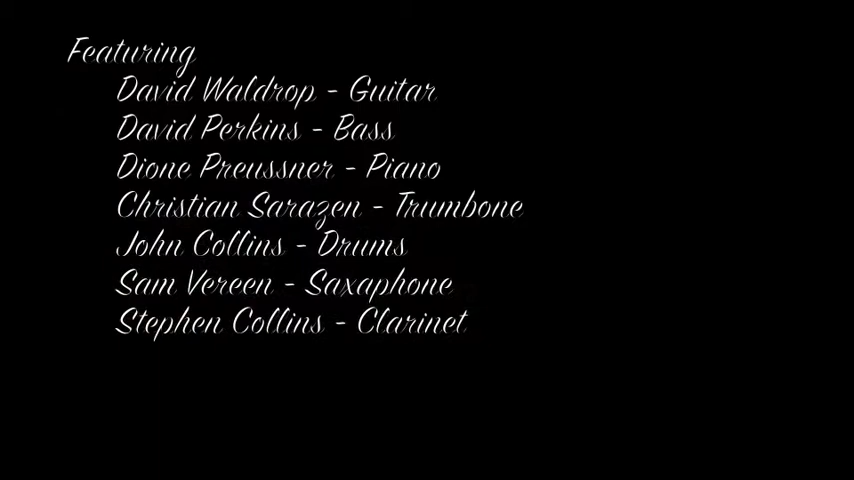 Featuring
David Waldrop - Guitar
David Perkins - Bass
Dione Preussner - Piano
Christian Sarazen - Trumbone
John Collins - Drums
Sam Vereen - Saxaphone
Stephen Collins - Clarinet